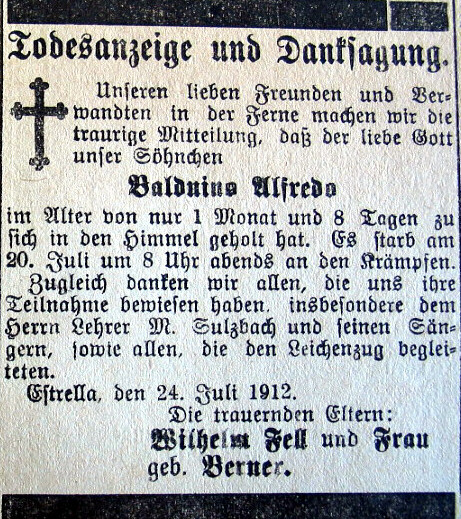 Todesanzeige und Danksagung.
Unseren lieben Freunden und Ver-
wandten in der Ferne machen wir die
traurige Mitteilung, daß der liebe Gott
unser Söhnchen
Balduino Alfredo
im Alter von nur 1 Monat und 8 Tagen zu
sich in den Himmel geholt hat. Es starb am
20. Juli um 8 Uhr abends an den Krämpfen.
Zugleich danken wir allen, die uns ihre
Teilnahme bewiesen haben, insbesondere dem
Herrn Lehrer M. Sulzbach und seinen Sän-
gern, sowie allen, die den Leichenzug beglei-
teten.
Estrella, den 24. Juli 1912.
Die trauernden Eltern:
Wilhelm Fell und Frau
geb. Berner.